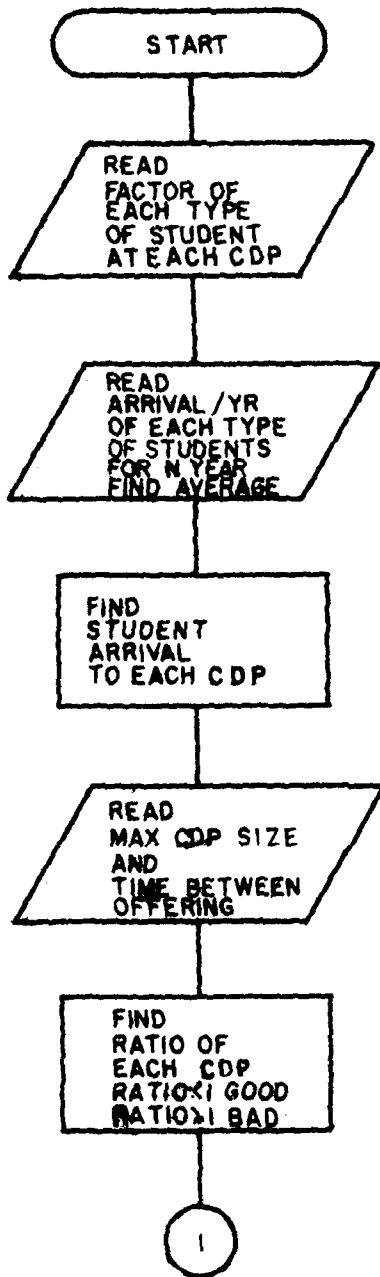 START
READ
FACTOR OF
EACH TYPE
OF STUDENT
AT EACH CDP
READ
ARRIVAL/YR
OF EACH TYPE
OF STUDENTS
FOR N YEAR
FIND AVERAGE
FIND
STUDENT
ARRIVAL
TO EACH CDP
READ
MAX CDP SIZE
AND
TIME BETWEEN
OFFERING
FIND
RATIO OF
EACH CDP
RATIO<1 GOOD
RATIO>1 BAD
1